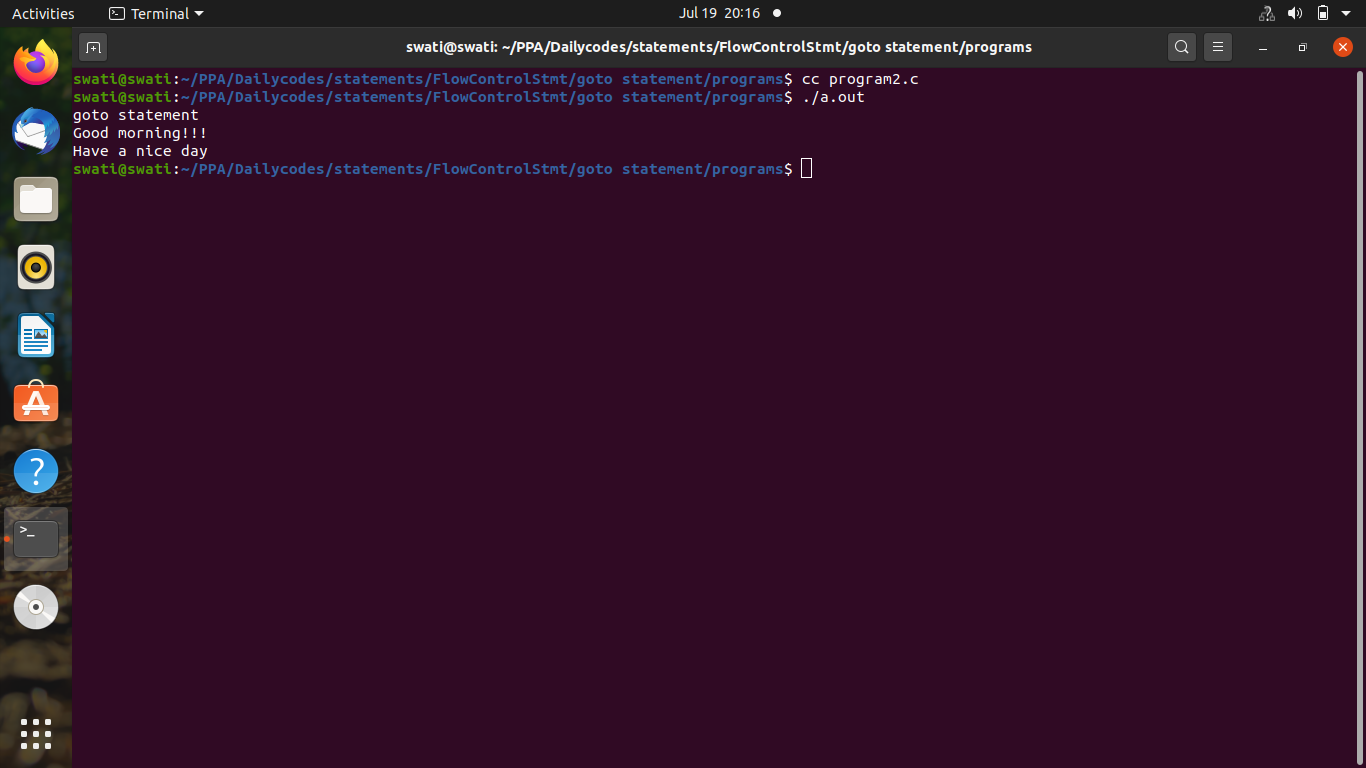 Activities
Terminal
Jul 19 20:16
swati@swati: ~/PPA/Dailycodes/statements/FlowControlStmt/goto statement/programs
swati@swati:~/PPA/Dailycodes/statements/FlowControlStmt/goto statement/programs$ cc program2.c
swati@swati:~/PPA/Dailycodes/statements/FlowControlStmt/goto statement/programs$ ./a.out
goto statement
Good morning!!!
Have a nice day
swati@swati:~/PPA/Dailycodes/statements/FlowControlStmt/goto statement/programs$